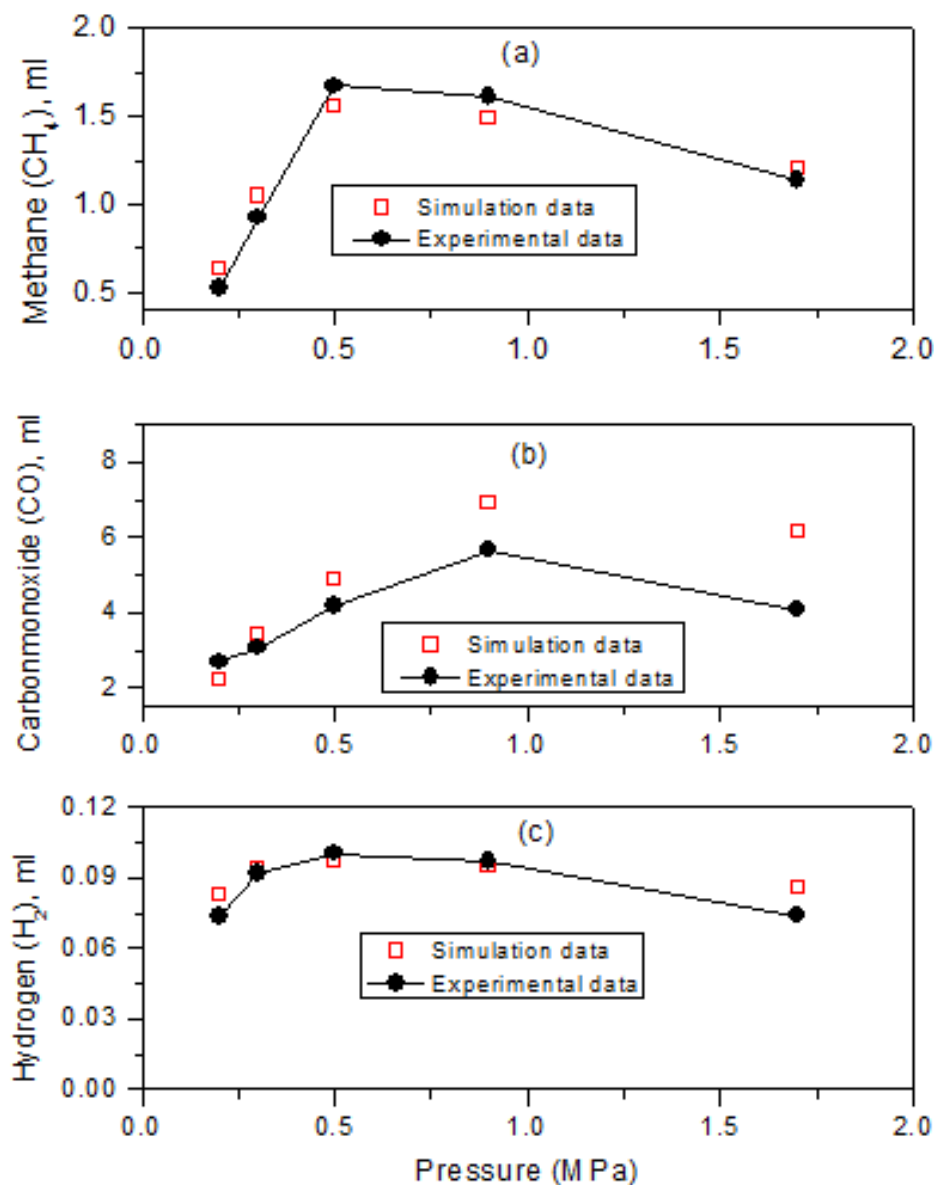 (a)
Methane (CH₄), ml
2.0
1.5
1.0
0.5
Simulation data
Experimental data
0.0 0.5 1.0 1.5 2.0
(b)
Carbonmonoxide (CO), ml
8
6
4
2
Simulation data
Experimental data
0.0 0.5 1.0 1.5 2.0
(c)
Hydrogen (H₂), ml
0.12
0.09
0.06
0.03
0.00
Simulation data
Experimental data
0.0 0.5 1.0 1.5 2.0
Pressure (MPa)